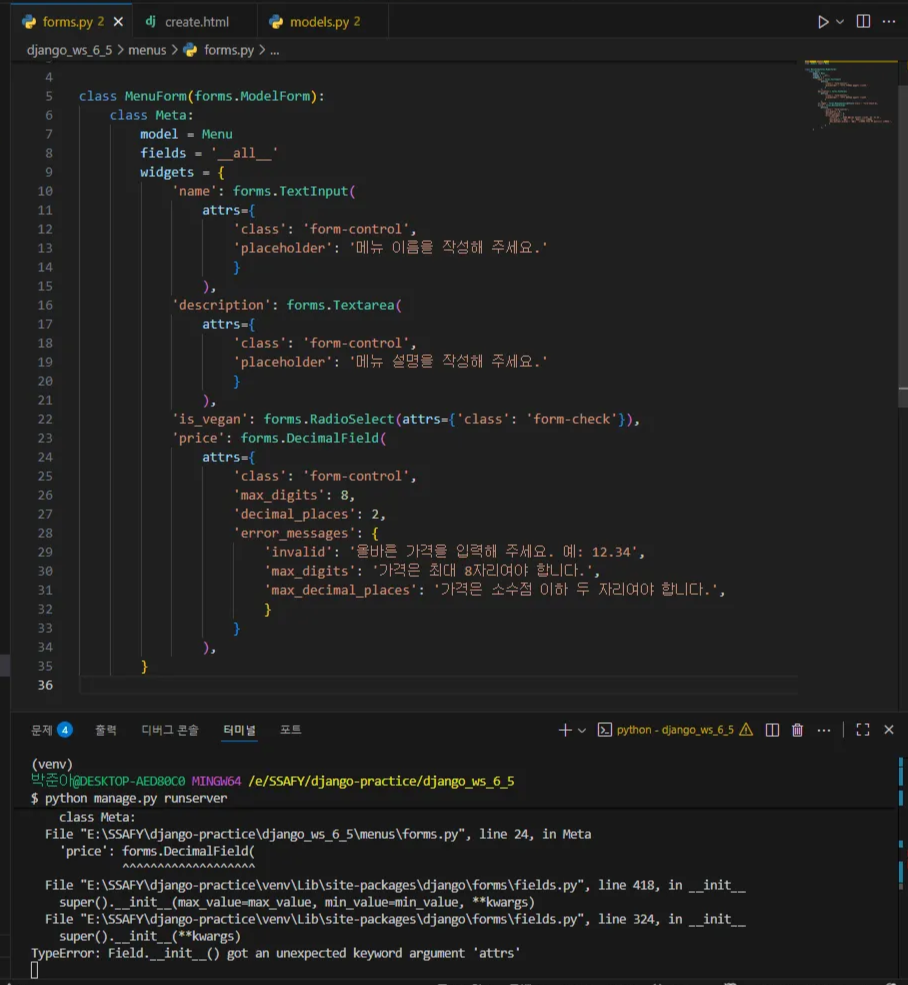 forms.py 2
create.html
models.py 2
django_ws_6_5 > menus > forms.py > ...
4
5 class MenuForm(forms.ModelForm):
6     class Meta:
7         model = Menu
8         fields = '__all__'
9         widgets = {
10             'name': forms.TextInput(
11                 attrs={
12                     'class': 'form-control',
13                     'placeholder': '메뉴 이름을 작성해 주세요.'
14                     }
15                 ),
16             'description': forms.Textarea(
17                 attrs={
18                     'class': 'form-control',
19                     'placeholder': '메뉴 설명을 작성해 주세요.'
20                     }
21                 ),
22             'is_vegan': forms.RadioSelect(attrs={'class': 'form-check'}),
23             'price': forms.DecimalField(
24                 attrs={
25                     'class': 'form-control',
26                     'max_digits': 8,
27                     'decimal_places': 2,
28                     'error_messages': {
29                         'invalid': '올바른 가격을 입력해 주세요. 예: 12.34',
30                         'max_digits': '가격은 최대 8자리여야 합니다.',
31                         'max_decimal_places': '가격은 소수점 이하 두 자리여야 합니다.',
32                         }
33                     }
34                 ),
35         }
36
문제 4 출력 디버그 콘솔 터미널 포트
python - django_ws_6_5
(venv)
박준아@DESKTOP-AED80C0 MINGW64 /e/SSAFY/django-practice/django_ws_6_5
$ python manage.py runserver
    class Meta:
  File "E:\SSAFY\django-practice\django_ws_6_5\menus\forms.py", line 24, in Meta
    'price': forms.DecimalField(
             ^^^^^^^^^^^^^^^^^^^
  File "E:\SSAFY\django-practice\venv\Lib\site-packages\django\forms\fields.py", line 418, in __init__
    super().__init__(max_value=max_value, min_value=min_value, **kwargs)
  File "E:\SSAFY\django-practice\venv\Lib\site-packages\django\forms\fields.py", line 324, in __init__
    super().__init__(**kwargs)
TypeError: Field.__init__() got an unexpected keyword argument 'attrs'